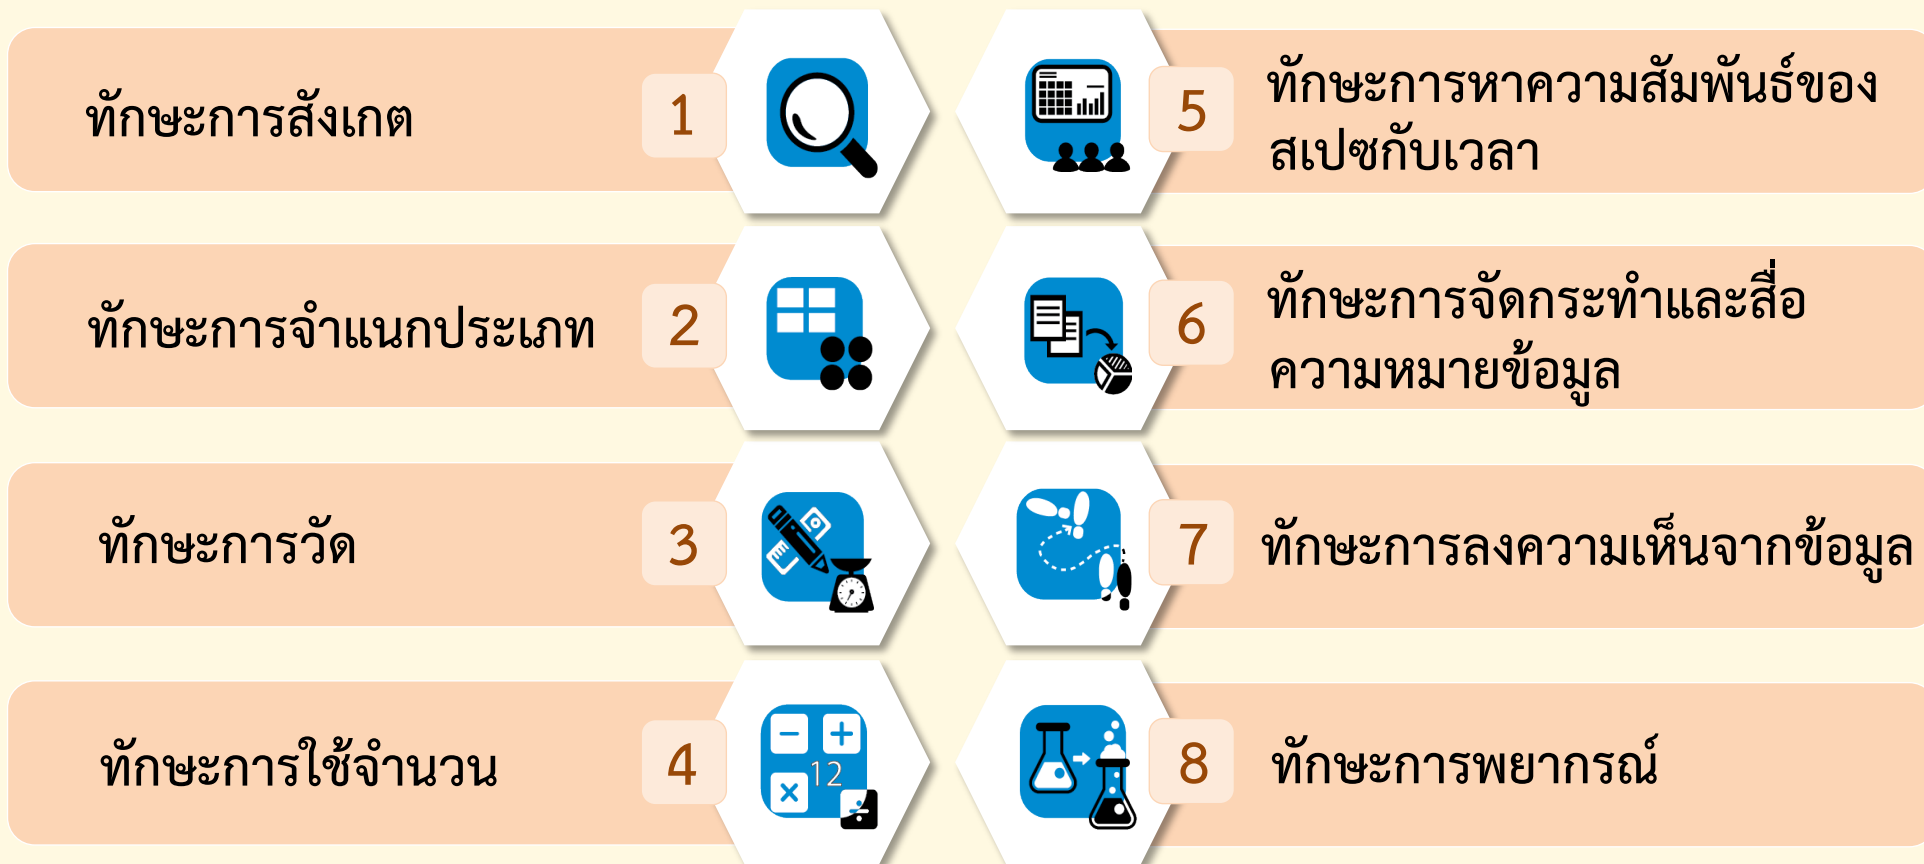 ทักษะการสังเกต
1
ทักษะการจำแนกประเภท
2
ทักษะการวัด
3
ทักษะการใช้จำนวน
4
12
5
ทักษะการหาความสัมพันธ์ของ
สเปซกับเวลา
6
ทักษะการจัดกระทำและสื่อ
ความหมายข้อมูล
7
ทักษะการลงความเห็นจากข้อมูล
8
ทักษะการพยากรณ์